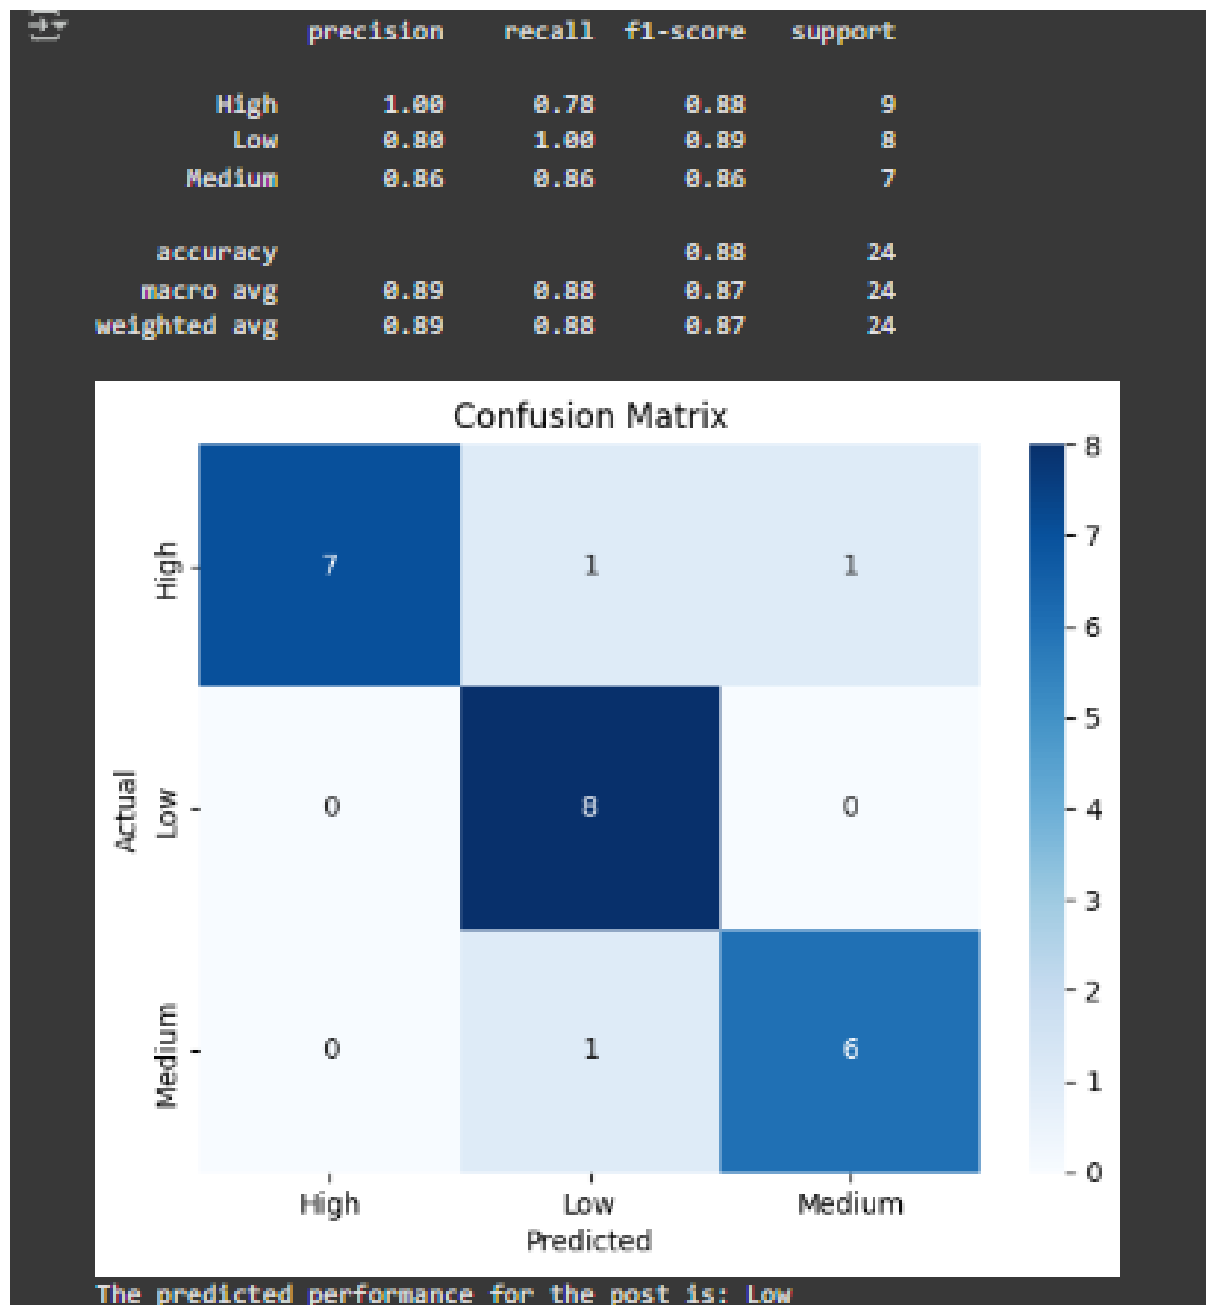 precision recall f1-score support
High 1.00 0.78 0.88 9
Low 0.80 1.00 0.89 8
Medium 0.86 0.86 0.86 7
accuracy 0.88 24
macro avg 0.89 0.88 0.87 24
weighted avg 0.89 0.88 0.87 24
Confusion Matrix
8
7
6
5
4
3
2
1
0
High 7 1 1
Actual
Low 0 8 0
Medium 0 1 6
High Low Medium
Predicted
The predicted performance for the post is: Low